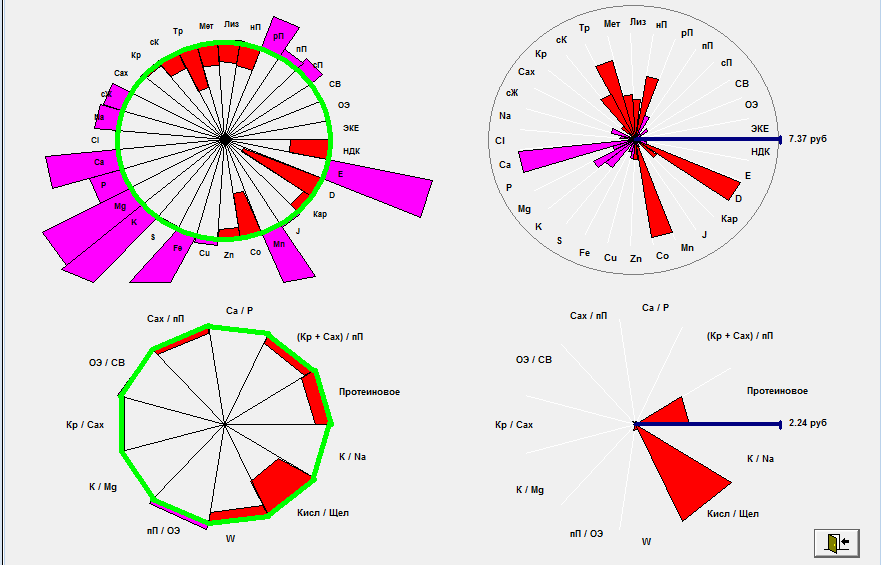 Тр
Мет
Лиз
нП
рП
пП
сП
СВ
ОЭ
ЭКЕ
НДК
Е
D
Кар
J
Mn
Co
Zn
Cu
Fe
S
K
Mg
P
Ca
Cl
Na
сЖ
Сах
Кр
сК
Тр
Мет
Лиз
нП
рП
пП
сП
СВ
ОЭ
ЭКЕ
7.37 руб
НДК
Е
D
Кар
J
Mn
Co
Zn
Cu
Fe
S
K
Mg
P
Ca
Cl
Na
сЖ
Сах
Кр
сК
Ca / P
(Кр + Сах) / пП
Протеиновое
K / Na
Кисл / Щел
W
пП / ОЭ
K / Mg
Кр / Сах
ОЭ / СВ
Сах / пП
Ca / P
(Кр + Сах) / пП
Протеиновое
2.24 руб
K / Na
Кисл / Щел
W
пП / ОЭ
K / Mg
Кр / Сах
ОЭ / СВ
Сах / пП